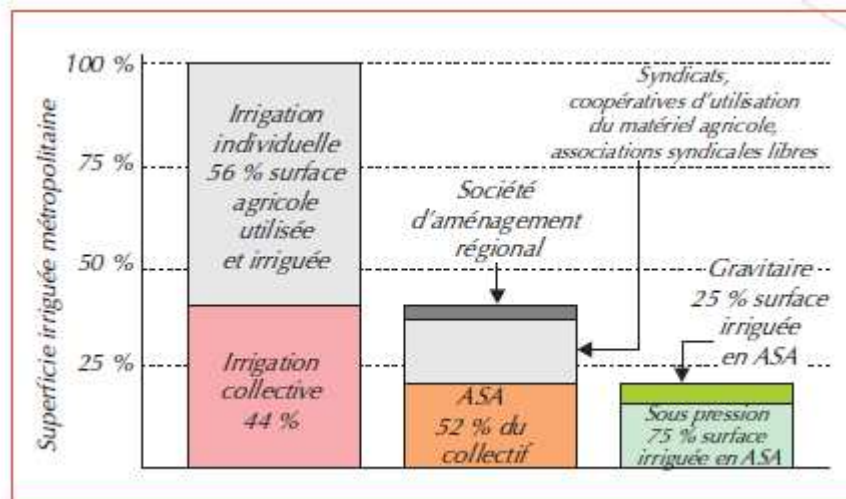 Superficie irriguée métropolitaine
100 %
75 %
50 %
25 %
Irrigation
individuelle
56 % surface
agricole
utilisée
et irriguée
Irrigation
collective
44 %
Société
d'aménagement
régional
ASA
52 % du
collectif
Syndicats,
coopératives d'utilisation
du matériel agricole,
associations syndicales libres
Gravitaire
25 % surface
irriguée
en ASA
Sous pression
75 % surface
irriguée en ASA